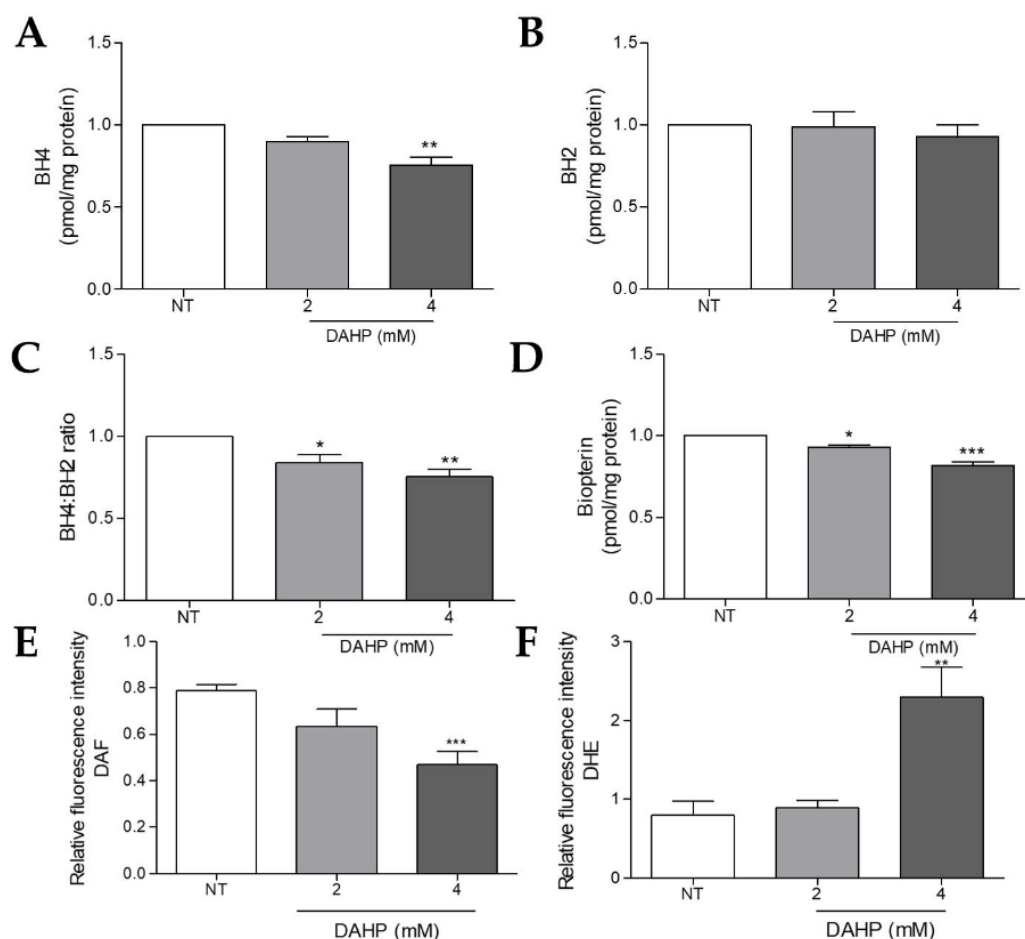 A
BH4
(pmol/mg proteín)
1.5
1.0
0.5
0.0
**
NT
2
4
DAHP (mM)
B
BH2
(pmol/mg protein)
1.5
1.0
0.5
0.0
NT
2
4
DAHP (mM)
C
BH4:BH2 ratio
1.5
1.0
0.5
0.0
*
**
NT
2
4
DAHP (mM)
D
Biopterin
(pmol/mg protein)
1.5
1.0
0.5
0.0
*
***
NT
2
4
DAHP (mM)
E
Relative fluorescence intensity
DAF
0.8
0.6
0.4
0.2
0.0
***
NT
2
4
DAHP (mM)
F
Relative fluorescence intensity
DHE
3
2
1
0
**
NT
2
4
DAHP (mM)